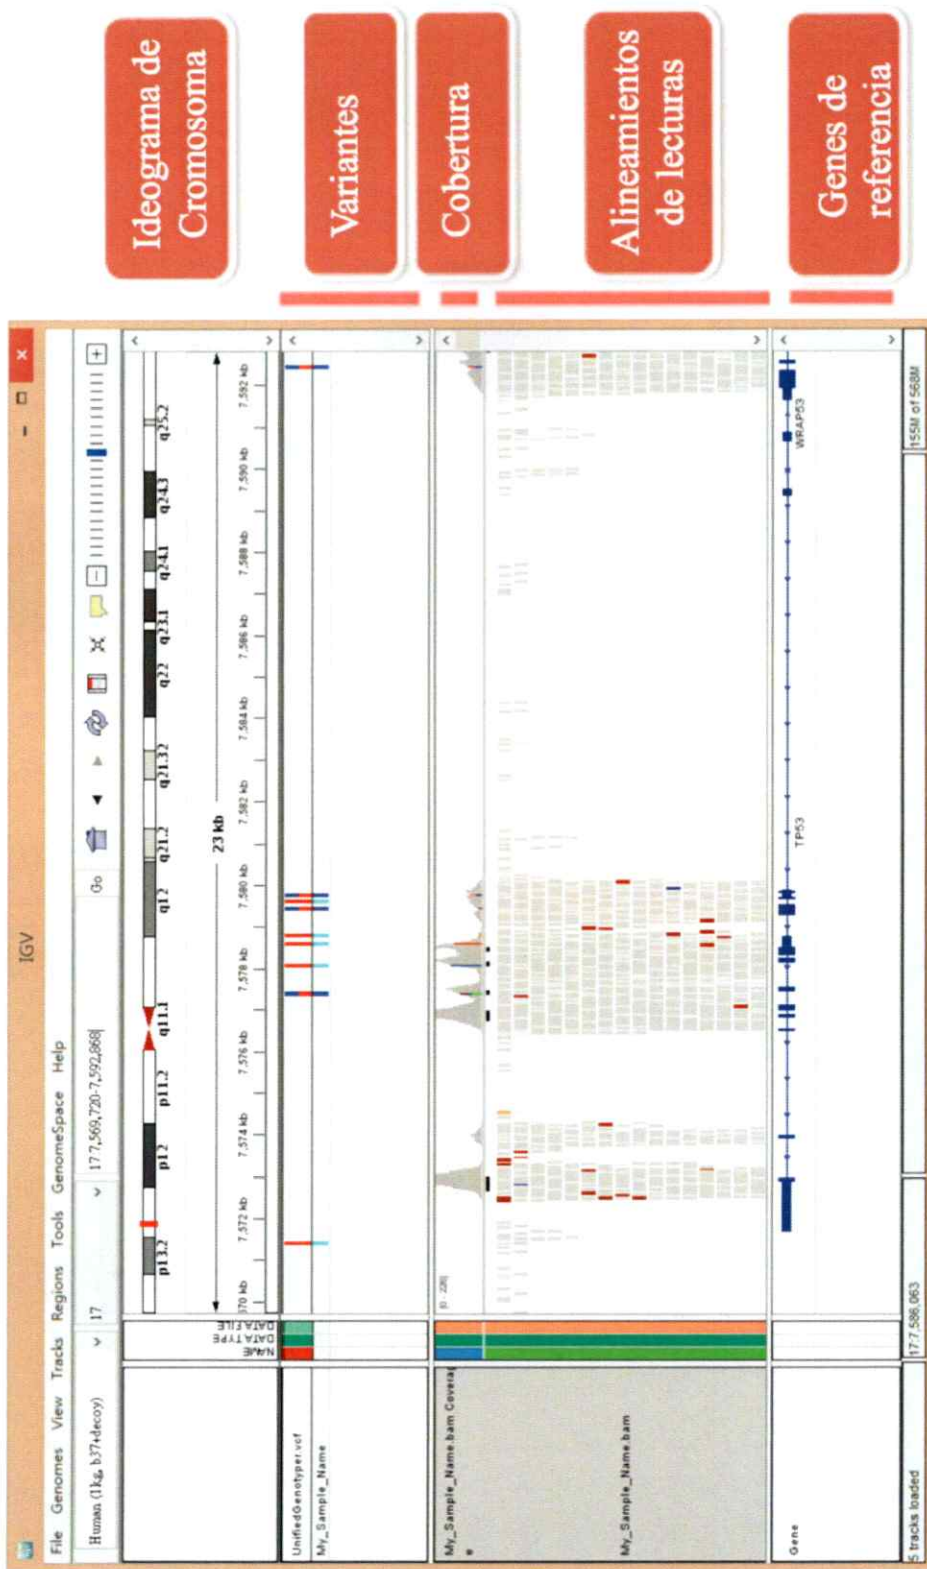 IGV
File Genomes View Tracks Regions Tools GenomeSpace Help
Human (1kg, b37+decoy) 17 17 7,569,720-7,592,868 Go
p13.2 p12 p11.2 q11.1 q12 q21.2 q21.32 q22 q23.1 q24.1 q24.3 q25.2
23 kb
570 kb 7,572 kb 7,574 kb 7,576 kb 7,578 kb 7,580 kb 7,582 kb 7,584 kb 7,586 kb 7,588 kb 7,590 kb 7,592 kb
NAME
DATA TYPE
DATA FILE
UnifiedGenotyper.vcf
My_Sample_Name
My_Sample_Name.bam Coverag
e
[0 - 226]
My_Sample_Name.bam
Gene
TP53
WRAP53
5 tracks loaded 17:7,586,063 155M of 568M
Ideograma de
Cromosoma
Variantes
Cobertura
Alineamientos
de lecturas
Genes de
referencia